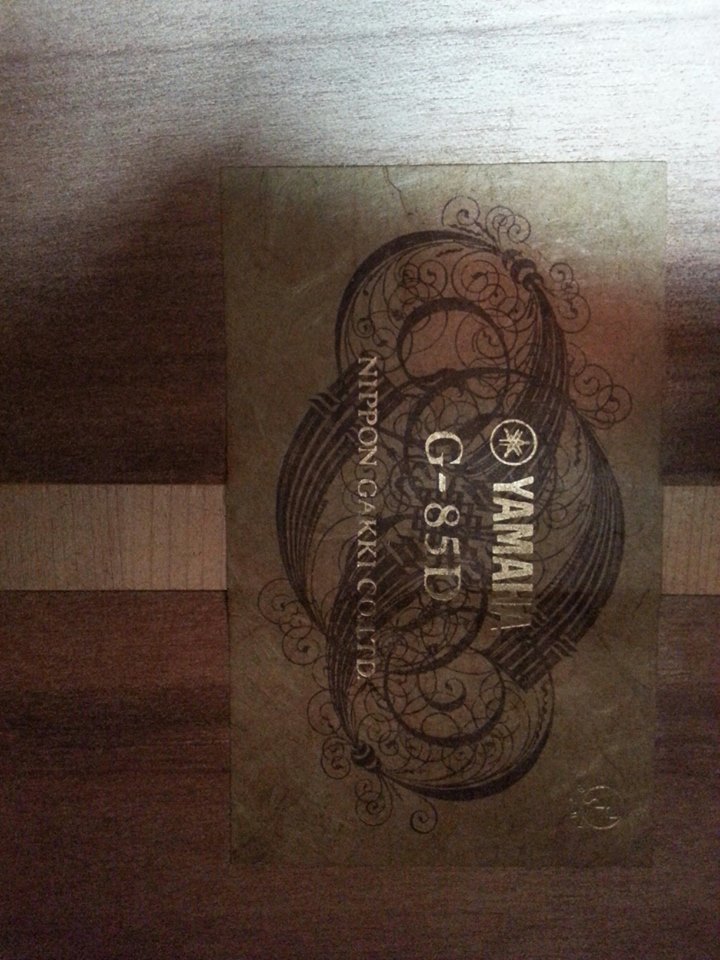 YAMAHA
G-85D
NIPPON GAKKI CO. LTD.